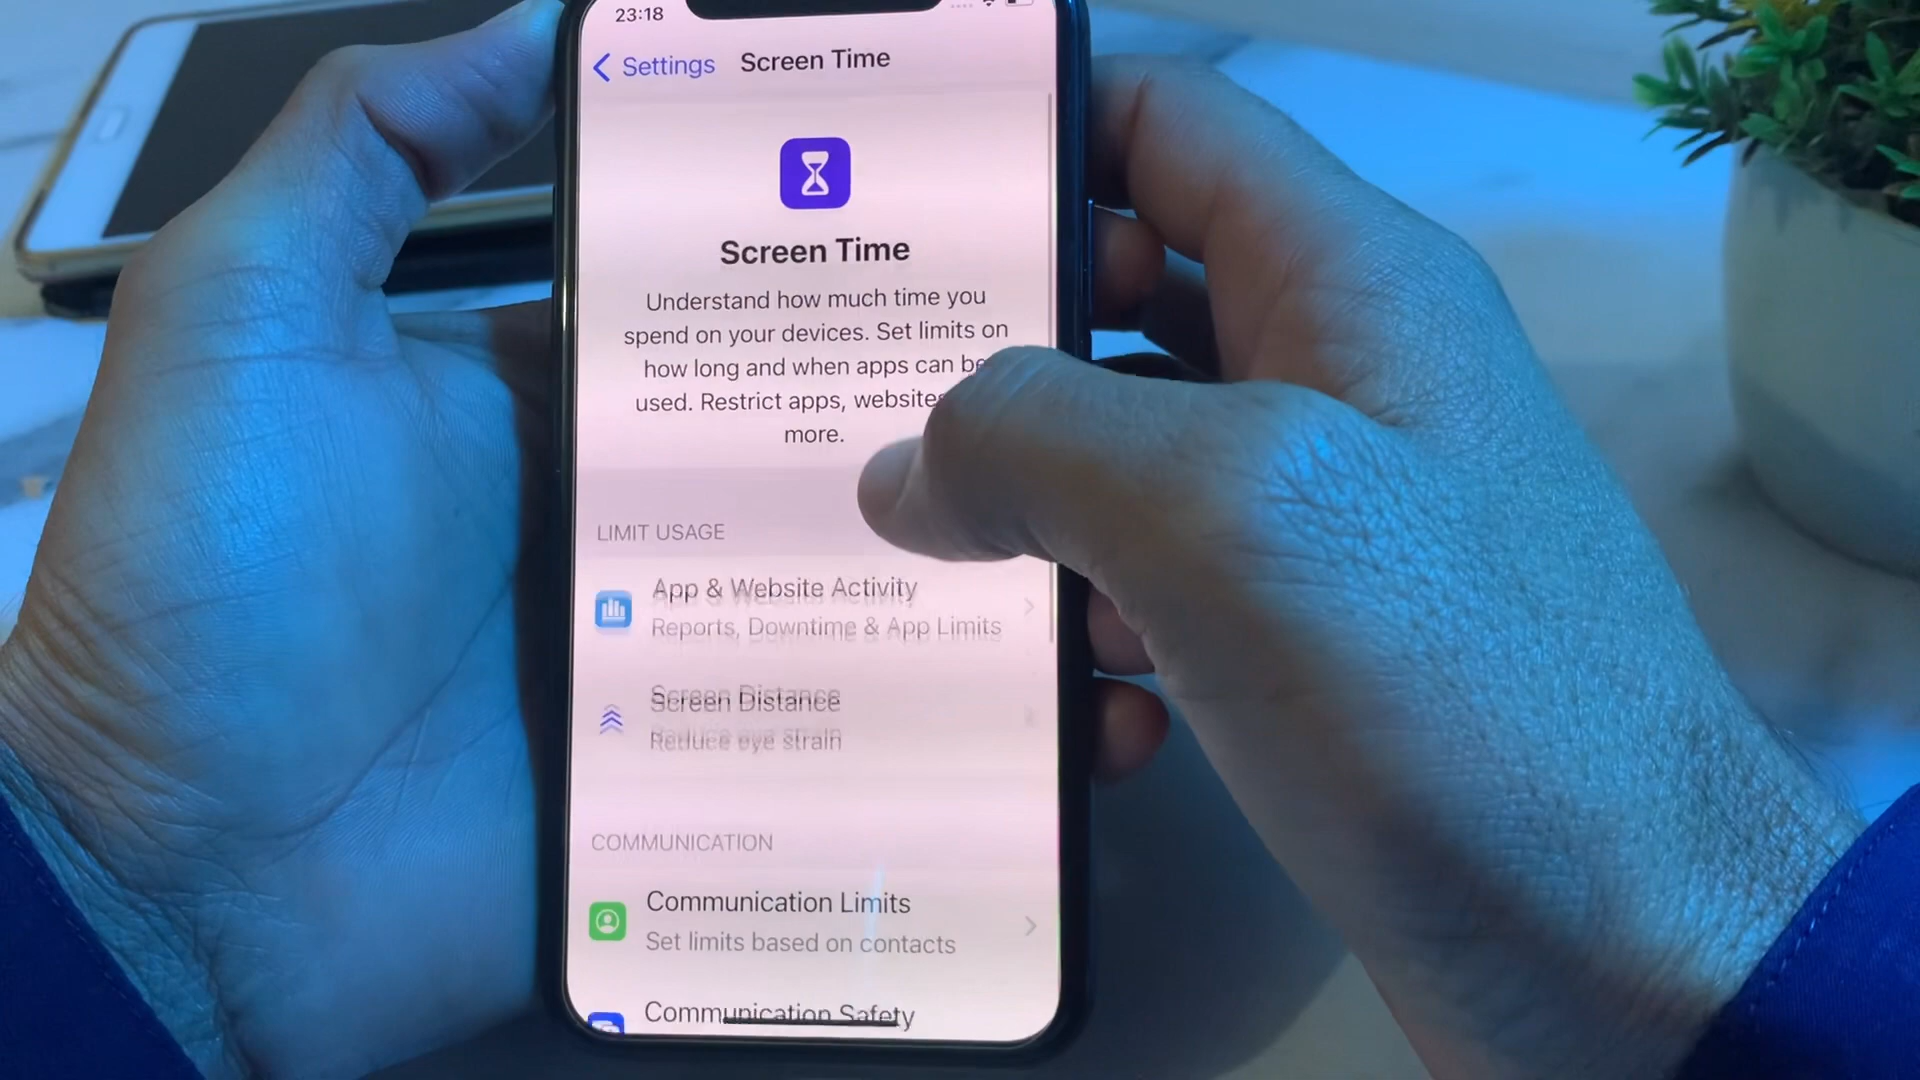 23:18
Settings
Screen Time
Screen Time
Understand how much time you
spend on your devices. Set limits on
how long and when apps can be
used. Restrict apps, websites
more.
LIMIT USAGE
App & Website Activity
Reports, Downtime & App Limits
Screen Distance
Reduce eye strain
COMMUNICATION
Communication Limits
Set limits based on contacts
Communication Safety